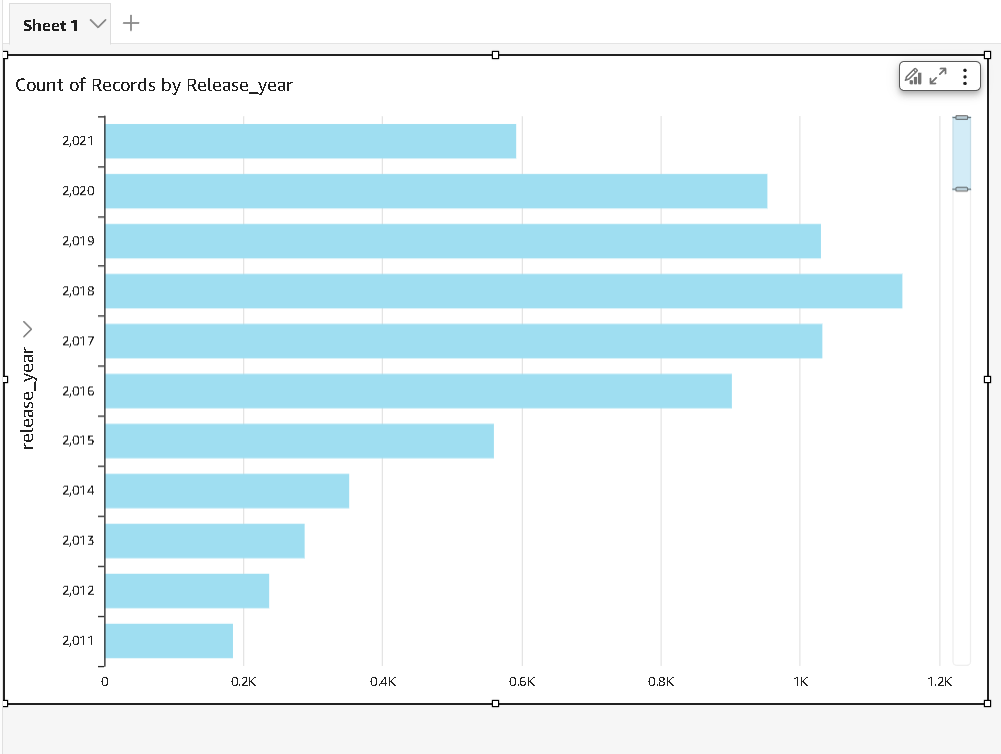 Sheet 1
Count of Records by Release_year
release_year
2,021
2,020
2,019
2,018
2,017
2,016
2,015
2,014
2,013
2,012
2,011
0 0.2K 0.4K 0.6K 0.8K 1K 1.2K